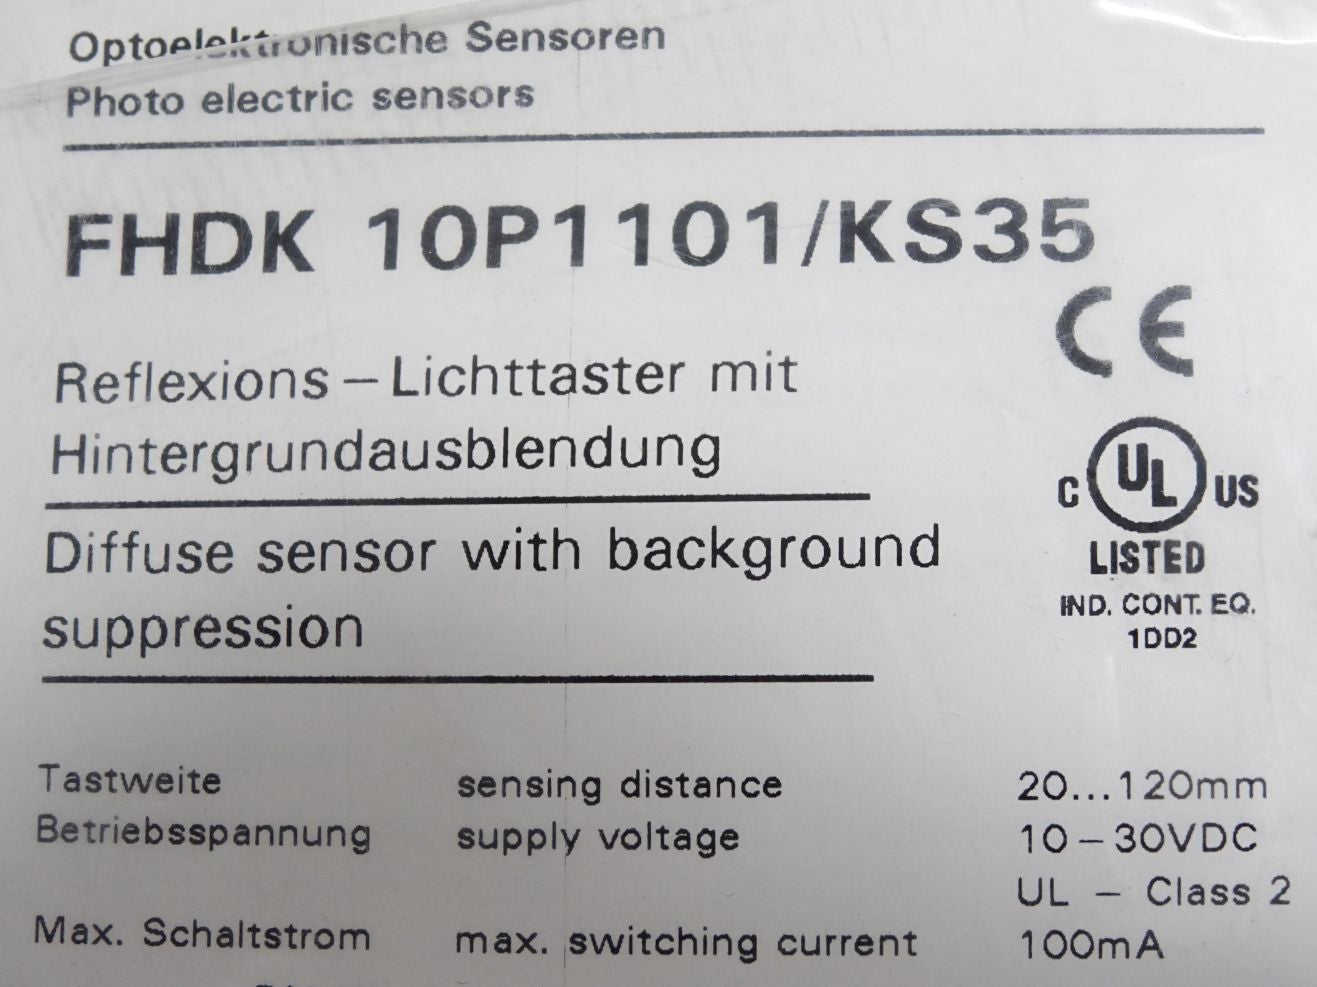 Optoelektronische Sensoren
Photo electric sensors
FHDK 10P1101/KS35
CE
Reflexions – Lichttaster mit
Hintergrundausblendung
C UL US
LISTED
IND. CONT. EQ.
1DD2
Diffuse sensor with background
suppression
Tastweite sensing distance 20...120mm
Betriebsspannung supply voltage 10–30VDC
UL – Class 2
Max. Schaltstrom max. switching current 100mA